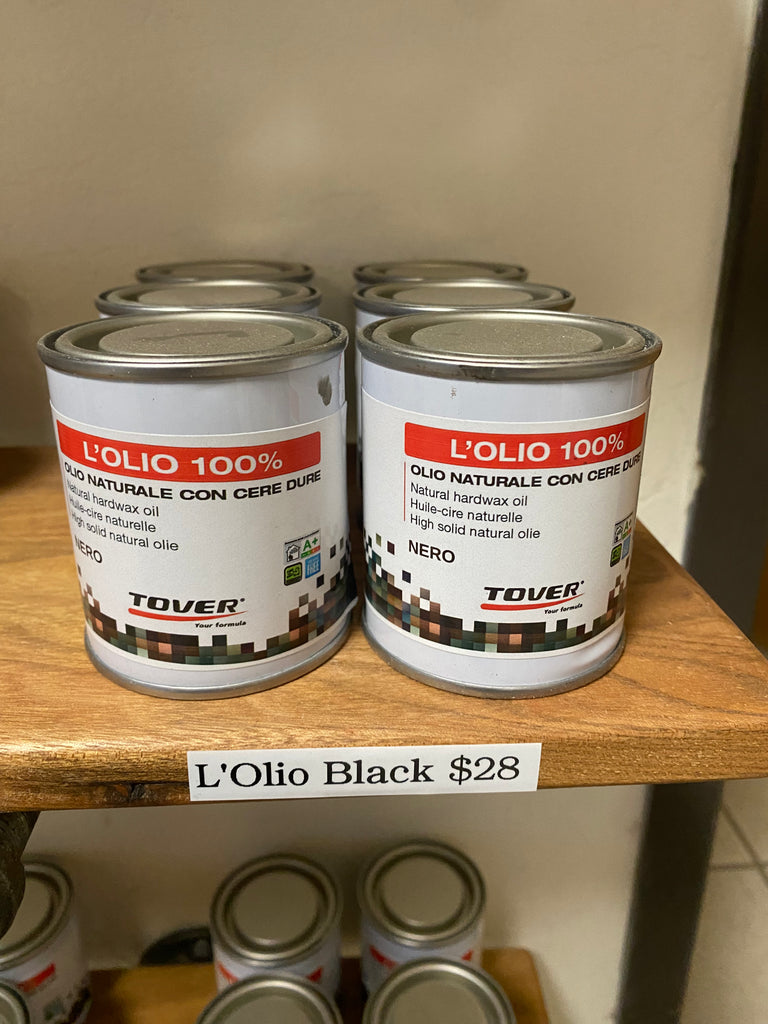 L'OLIO 100%
OLIO NATURALE CON CERE DURE
Natural hardwax oil
Huile-cire naturelle
High solid natural olie
NERO
A+
TOVER®
Your formula
L'OLIO 100%
OLIO NATURALE CON CERE DURE
Natural hardwax oil
Huile-cire naturelle
High solid natural olie
NERO
A+
TOVER®
Your formula
L'Olio Black $28